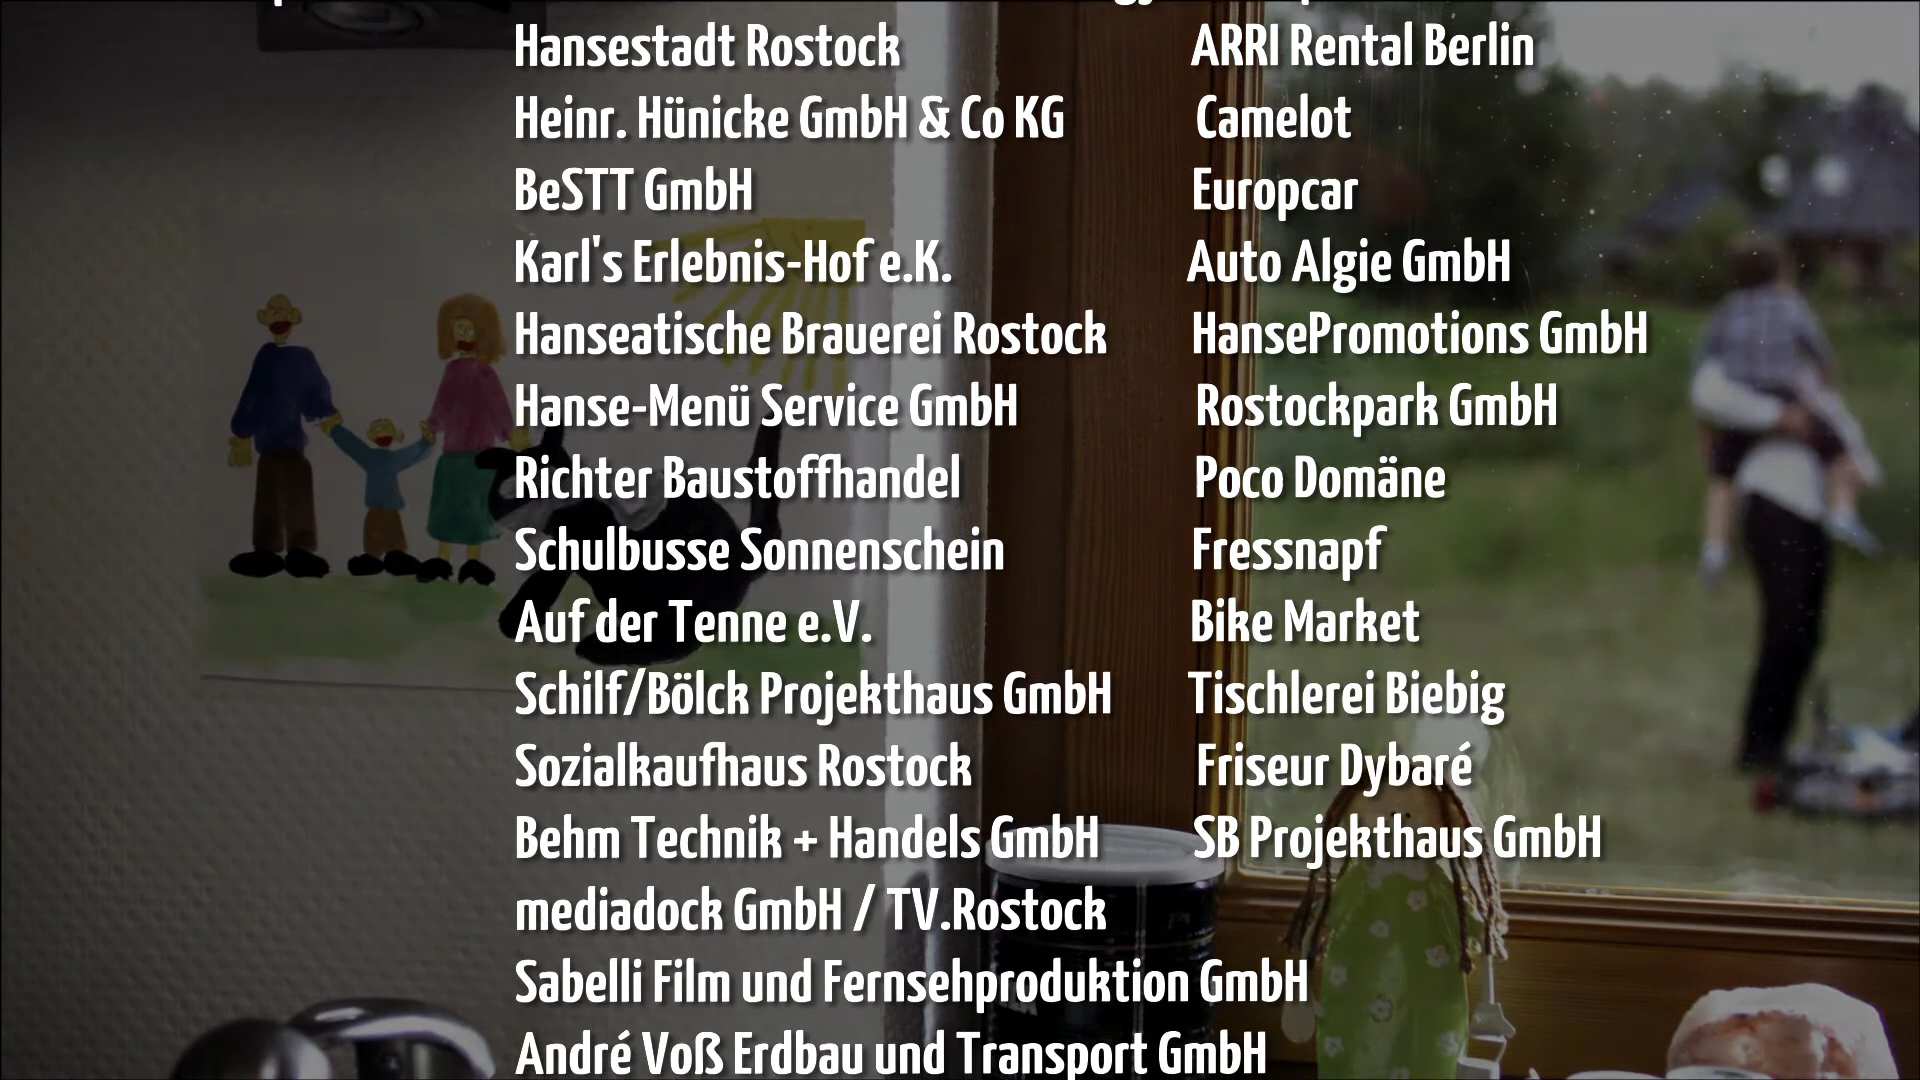 Hansestadt Rostock
Heinr. Hünicke GmbH & Co KG
BeSTT GmbH
Karl's Erlebnis-Hof e.K.
Hanseatische Brauerei Rostock
Hanse-Menü Service GmbH
Richter Baustoffhandel
Schulbusse Sonnenschein
Auf der Tenne e.V.
Schilf/Bölck Projekthaus GmbH
Sozialkaufhaus Rostock
Behm Technik + Handels GmbH
mediadock GmbH / TV.Rostock
Sabelli Film und Fernsehproduktion GmbH
André Voß Erdbau und Transport GmbH
ARRI Rental Berlin
Camelot
Europcar
Auto Algie GmbH
HansePromotions GmbH
Rostockpark GmbH
Poco Domäne
Fressnapf
Bike Market
Tischlerei Biebig
Friseur Dybaré
SB Projekthaus GmbH